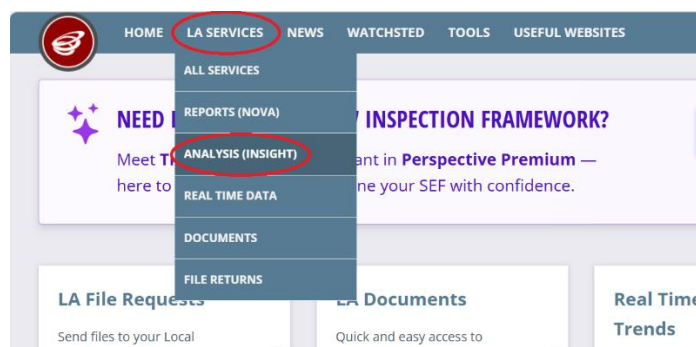 HOME LA SERVICES NEWS WATCHSTED TOOLS USEFUL WEBSITES
ALL SERVICES
REPORTS (NOVA)
ANALYSIS (INSIGHT)
REAL TIME DATA
DOCUMENTS
FILE RETURNS
NEED INSPECTION FRAMEWORK?
Meet ant in Perspective Premium —
here to ne your SEF with confidence.
LA File Requests
Send files to your Local
LA Documents
Quick and easy access to
Real Time
Trends